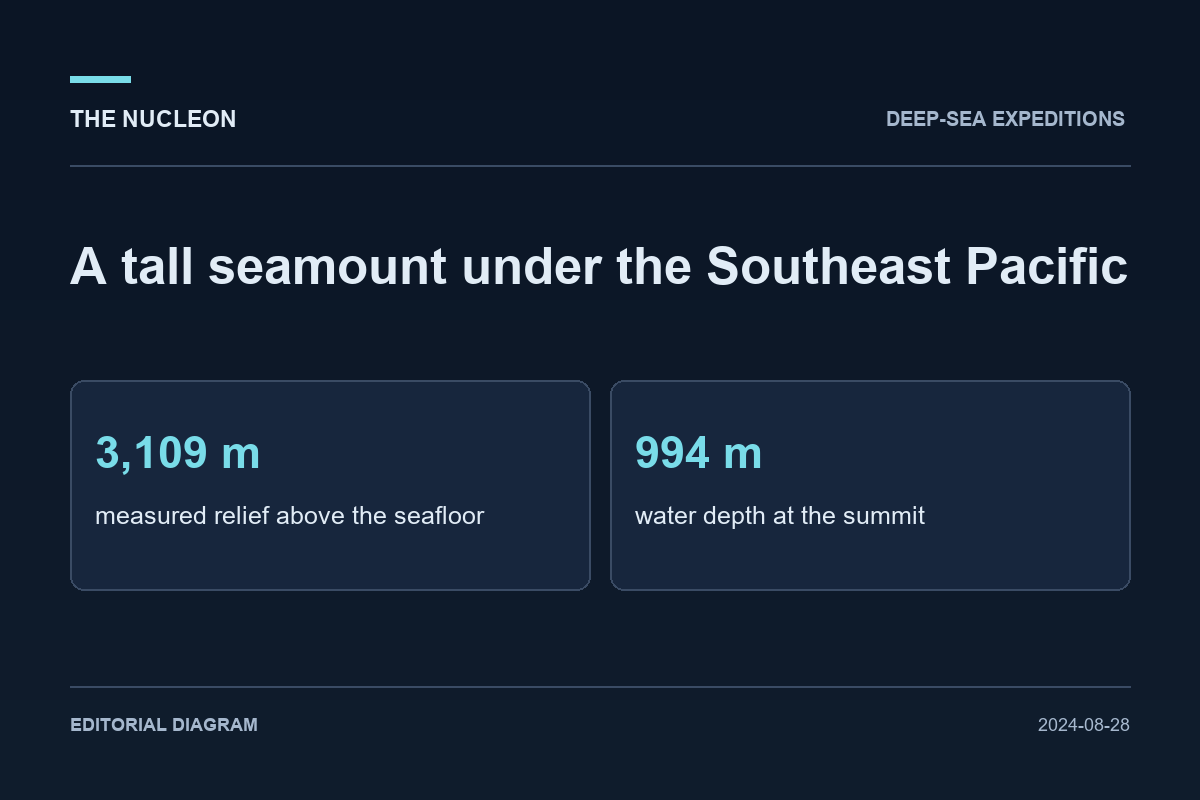 THE NUCLEON
DEEP-SEA EXPEDITIONS
A tall seamount under the Southeast Pacific
3,109 m
measured relief above the seafloor
994 m
water depth at the summit
EDITORIAL DIAGRAM
2024-08-28